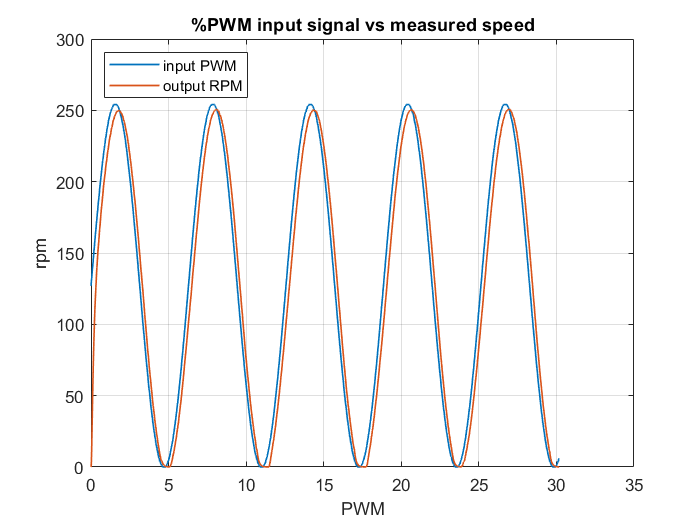 %PWM input signal vs measured speed
300
250
200
150
100
50
0
input PWM
output RPM
rpm
0 5 10 15 20 25 30 35
PWM